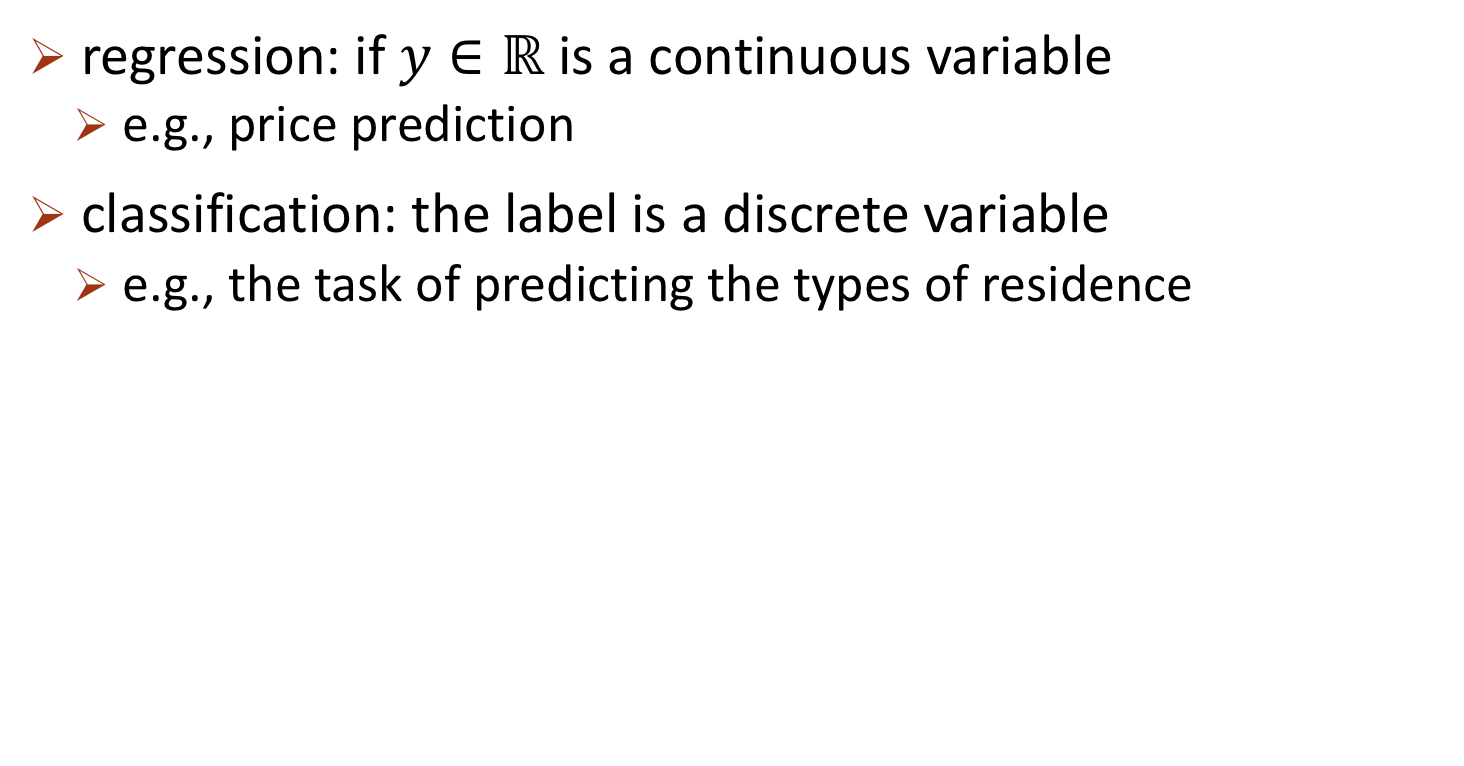 ➢ regression: if 𝑦 ∈ ℝ is a continuous variable
➢ e.g., price prediction
➢ classification: the label is a discrete variable
➢ e.g., the task of predicting the types of residence